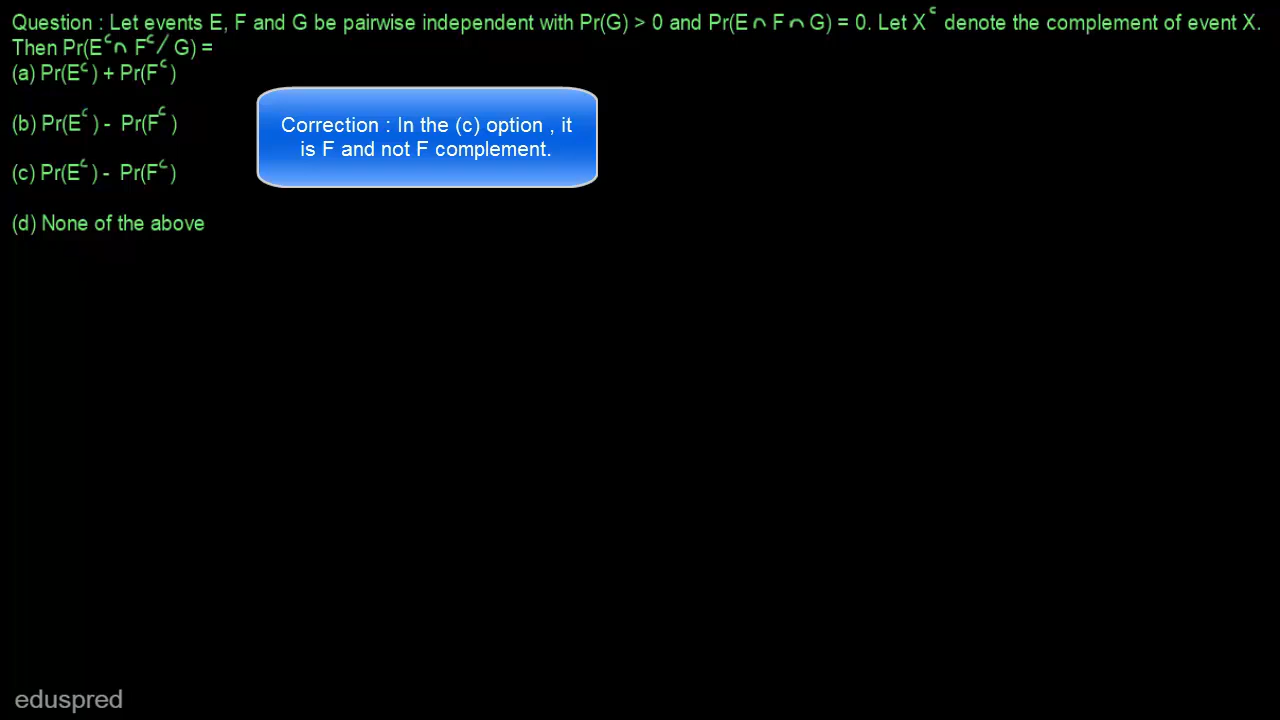 Question : Let events E, F and G be pairwise independent with Pr(G) > 0 and Pr(E ∩ F ∩ G) = 0. Let Xᶜ denote the complement of event X.
Then Pr(Eᶜ∩ Fᶜ/ G) =
(a) Pr(Eᶜ) + Pr(Fᶜ)
(b) Pr(Eᶜ) - Pr(Fᶜ)
Correction : In the (c) option , it
is F and not F complement.
(c) Pr(Eᶜ) - Pr(Fᶜ)
(d) None of the above
eduspred